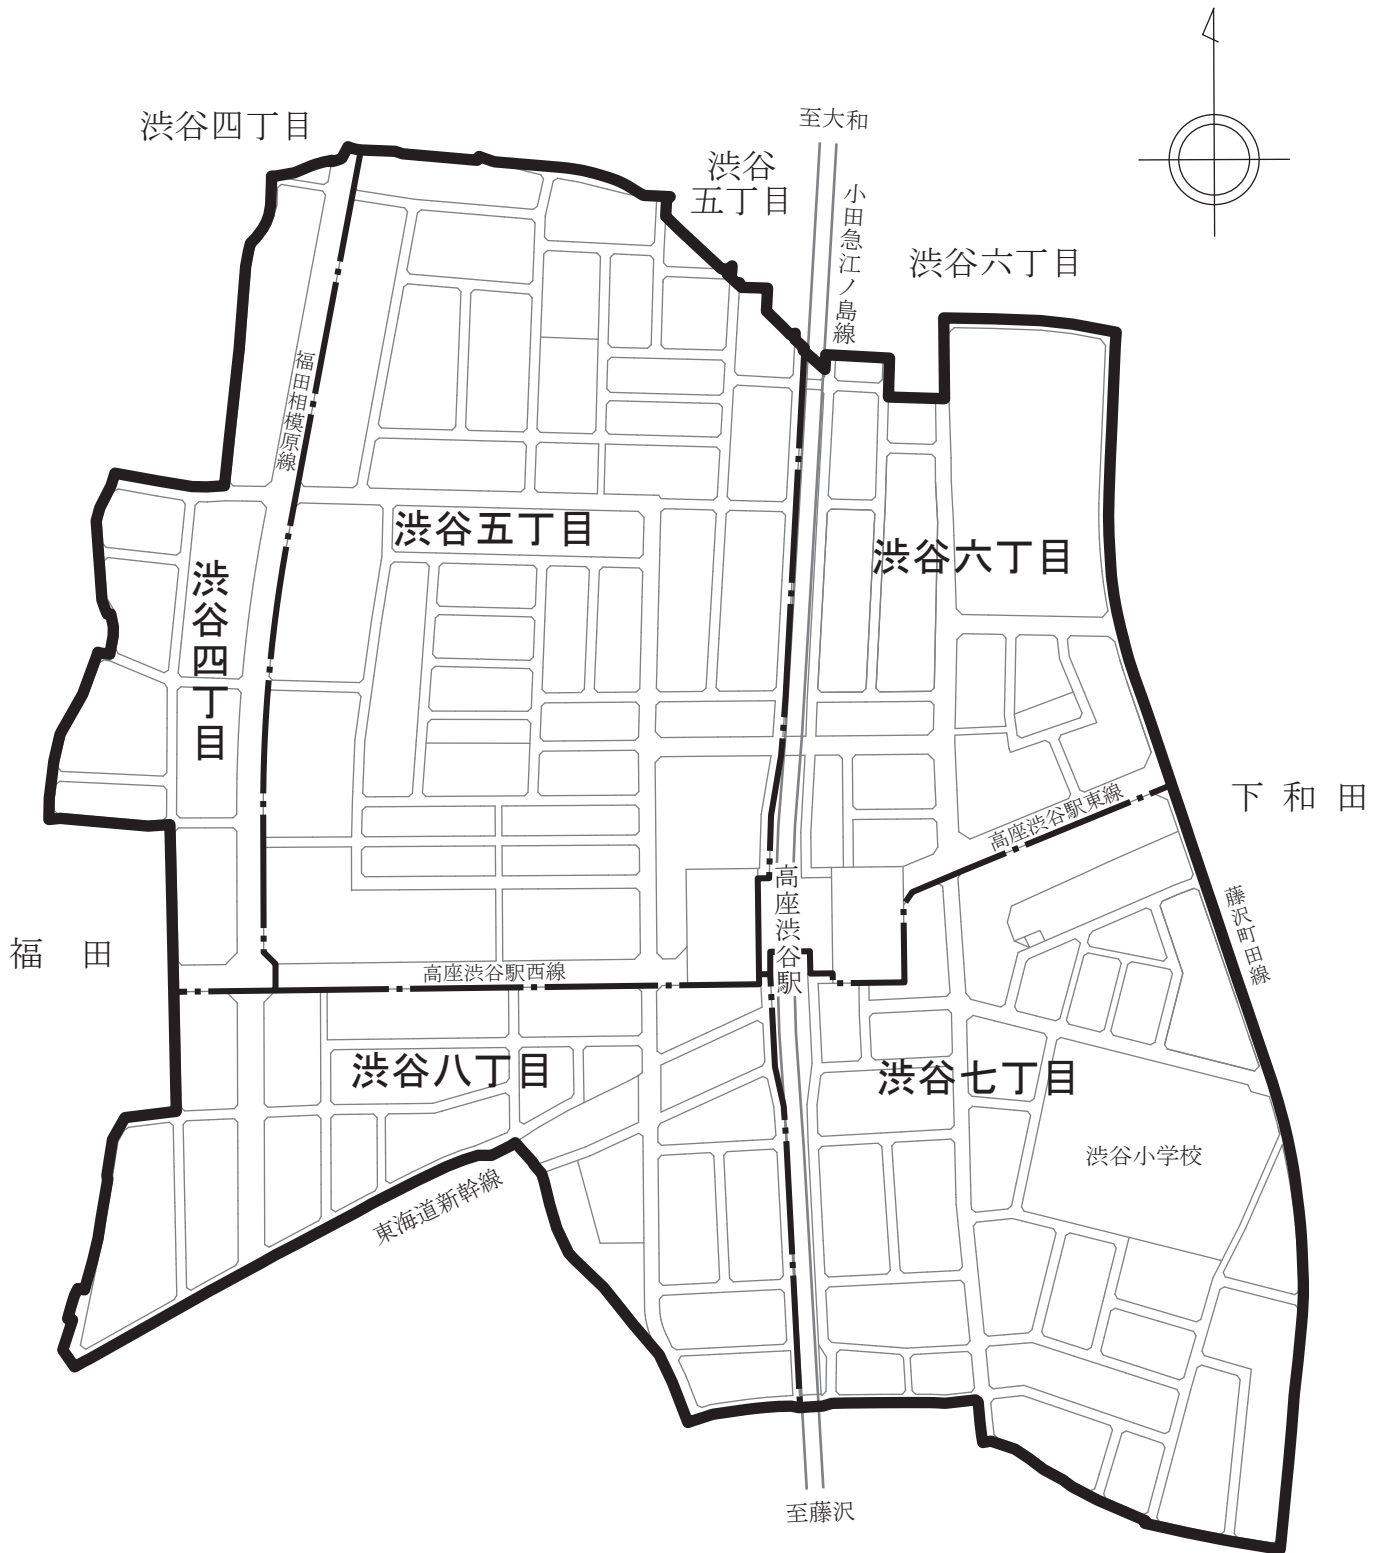 渋谷四丁目
至大和
渋谷
五丁目
小田急江ノ島線
渋谷六丁目
福田相模原線
渋谷五丁目
渋谷六丁目
渋谷四丁目
下和田
高座渋谷駅東線
高座渋谷駅
藤沢町田線
福田
高座渋谷駅西線
渋谷八丁目
渋谷七丁目
渋谷小学校
東海道新幹線
至藤沢